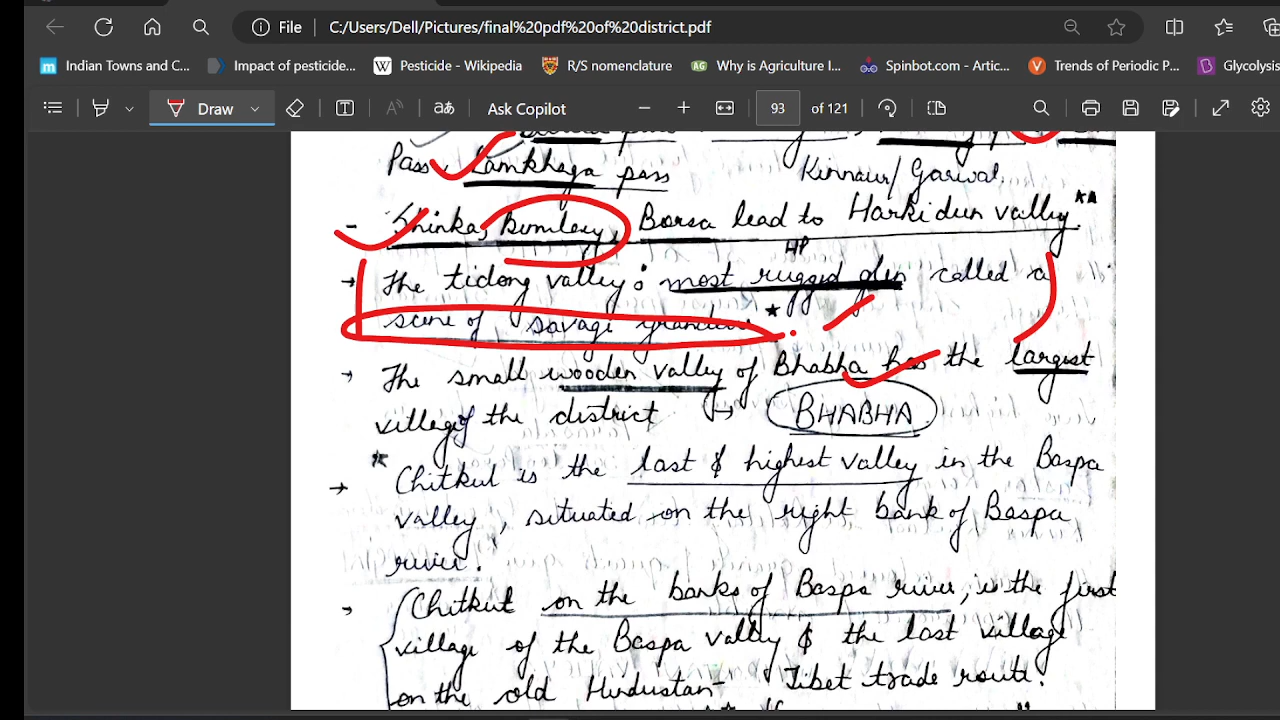 File C:/Users/Dell/Pictures/final%20pdf%20of%20district.pdf
Indian Towns and C... Impact of pesticide... Pesticide - Wikipedia R/S nomenclature Why is Agriculture I... Spinbot.com - Artic... Trends of Periodic P... Glycolysis
Draw Ask Copilot 93 of 121
pass
Pass, Lamkhaga pass Kinnaur/Garwal
- Shinka, Bumlery, Borsa lead to Harkidun valley.
HP
→ The tidong valley: most rugged glen called a
scene of savage grandeur
→ The small wooden valley of Bhabha has the largest
village of the district ↳ BHABHA
→ Chitkul is the last & highest valley in the Baspa
valley, situated on the right bank of Baspa
river.
→ Chitkul on the banks of Baspa river, is the first
village of the Baspa valley & the last village
on the old Hindustan - Tibet trade route.